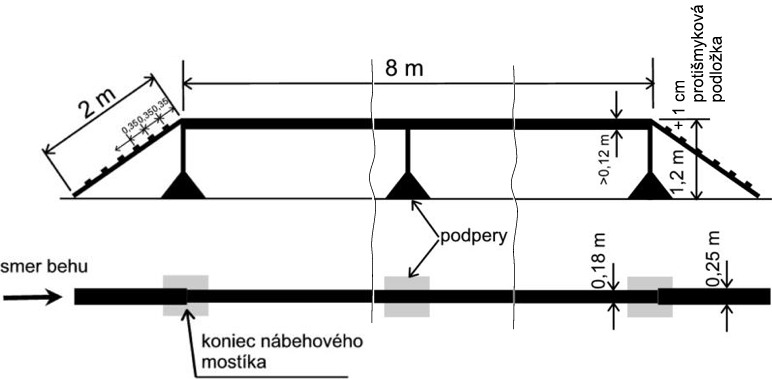 8 m
2 m
0,35
0,35
0,35
+ 1 cm
protišmyková
podložka
>0,12 m
1,2 m
podpery
smer behu
0,18 m
0,25 m
koniec nábehového
mostíka